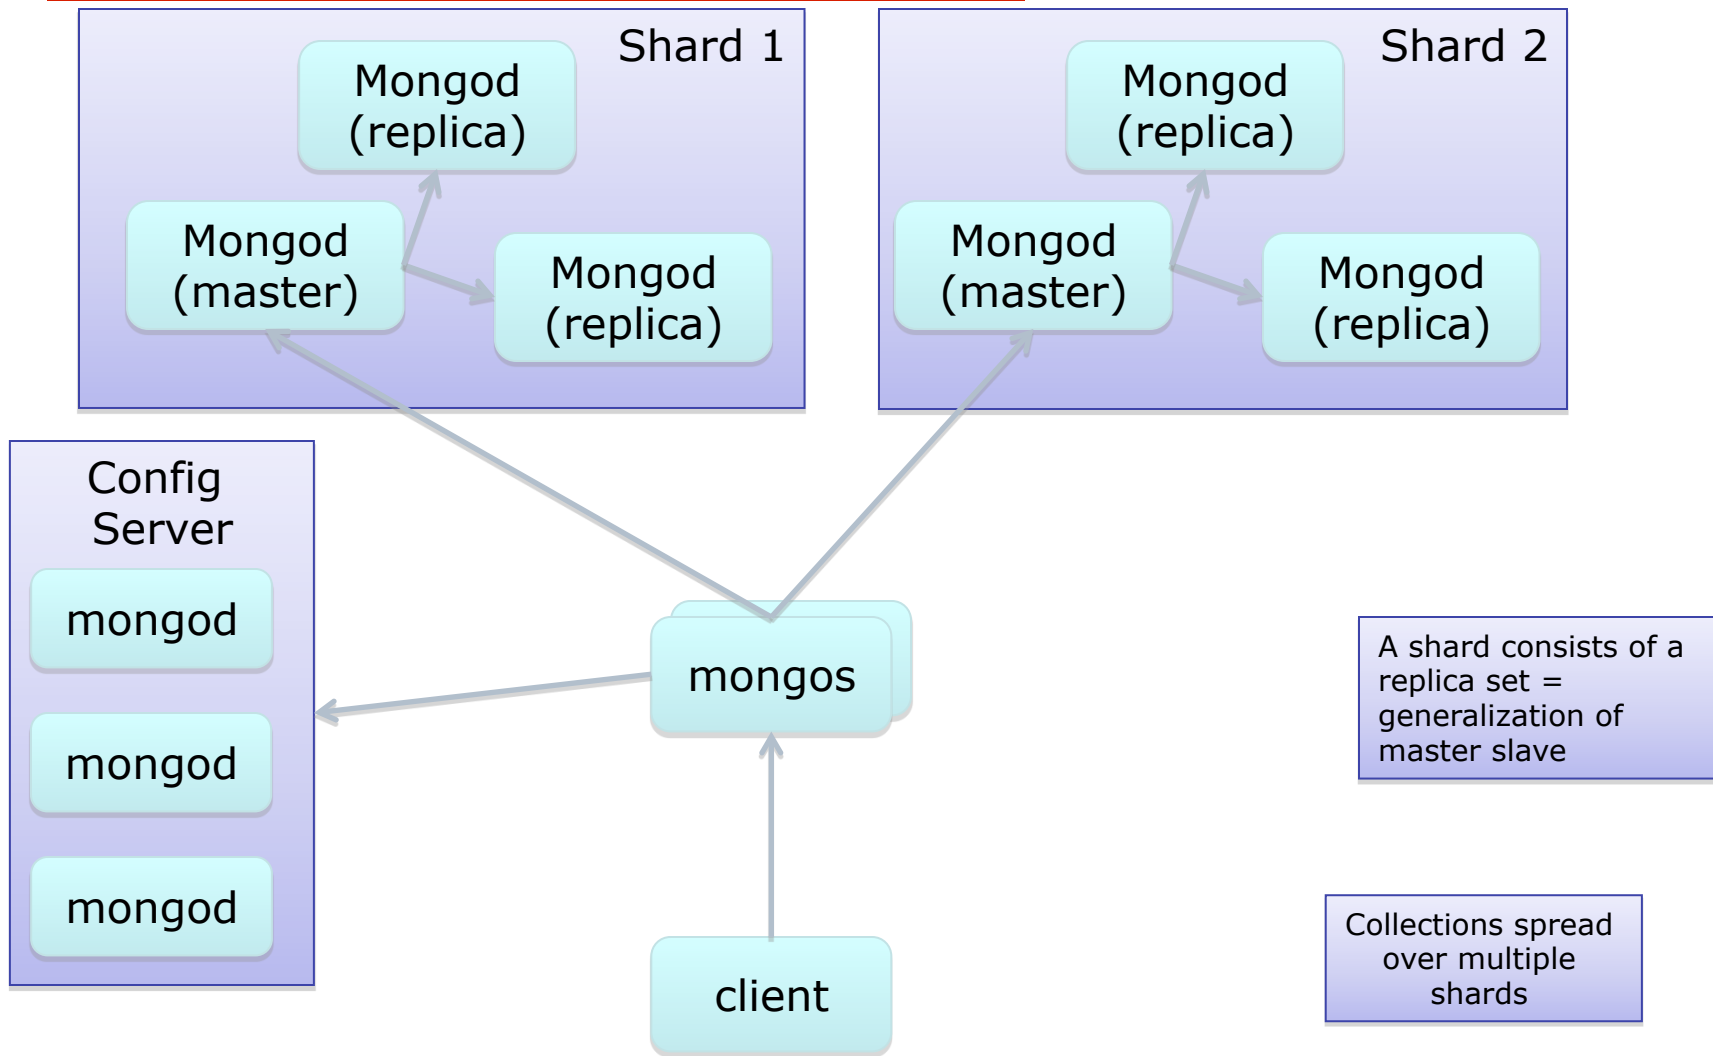 Shard 1
Mongod
(replica)
Mongod
(master)
Mongod
(replica)
Shard 2
Mongod
(replica)
Mongod
(master)
Mongod
(replica)
Config
Server
mongod
mongod
mongod
mongos
client
A shard consists of a
replica set =
generalization of
master slave
Collections spread
over multiple
shards